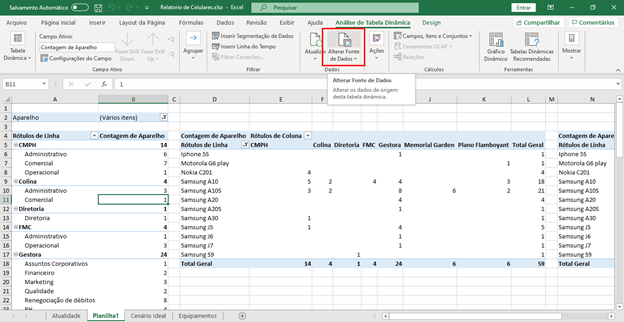 Salvamento Automático
Relatorio de Celulares.xlsx - Excel
Pesquisar
Entrar
Arquivo Página Inicial Inserir Layout da Página Fórmulas Dados Revisão Exibir Ajuda Análise de Tabela Dinâmica Design Compartilhar Comentários
Tabela Dinâmica
Campo Ativo:
Contagem de Aparelho
Configurações do Campo
Fazer Drill Down
Fazer Drill Up
Campo Ativo
Agrupar
Inserir Segmentação de Dados
Inserir Linha do Tempo
Filtrar Conexões...
Filtrar
Atualizar
Alterar Fonte de Dados
Dados
Ações
Campos, Itens e Conjuntos
Ferramentas OLAP
Relações
Cálculos
Gráfico Dinâmico
Tabelas Dinâmicas Recomendadas
Ferramentas
Mostrar
Alterar Fonte de Dados
Alterar os dados de origem
desta tabela dinâmica.
B11 fx 1
A B C D E F G H I J K L M N
1
2 Aparelho (Vários itens)
3
4 Rótulos de Linha Contagem de Aparelho Contagem de Aparelho Rótulos de Coluna Contagem de Apare
5 CMPH 14 Rótulos de Linha CMPH Colina Diretoria FMC Gestora Memorial Garden Plano Flamboyant Total Geral Rótulos de Linha
6 Administrativo 6 Iphone 5S 1 1 Iphone 5S
7 Comercial 7 Motorola G6 play 1 1 Motorola G6 play
8 Operacional 1 Nokia C201 4 4 Nokia C201
9 Colina 4 Samsung A10 5 2 4 4 3 18 Samsung A10
10 Administrativo 3 Samsung A10S 3 2 8 6 2 21 Samsung A10S
11 Comercial 1 Samsung A20 4 4 Samsung A20
12 Diretoria 1 Samsung A20S 1 1 Samsung A20S
13 Diretoria 1 Samsung A30 1 1 Samsung A30
14 FMC 4 Samsung J5 1 4 5 Samsung J5
15 Administrativo 1 Samsung J6 1 1 Samsung J6
16 Operacional 3 Samsung J7 1 1 Samsung J7
17 Gestora 24 Samsung S9 1 1 Samsung S9
18 Assuntos Corporativos 1 Total Geral 14 4 1 4 24 6 6 59 Total Geral
19 Financeiro 2
20 Marketing 3
21 Qualidade 2
22 Renegociação de débitos 8
Atualidade Planilha1 Cenário Ideal Equipamentos